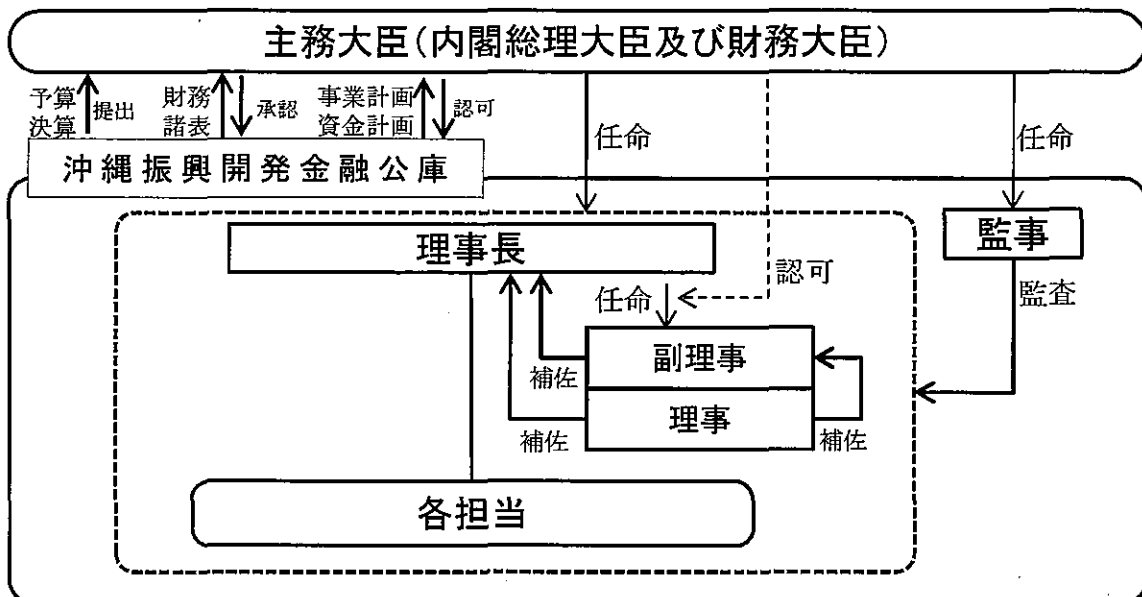 主務大臣(内閣総理大臣及び財務大臣)
予算
決算
提出
財務
諸表
承認
事業計画
資金計画
認可
任命
任命
沖縄振興開発金融公庫
理事長
監事
認可
任命
監査
副理事
補佐
理事
補佐
補佐
各担当